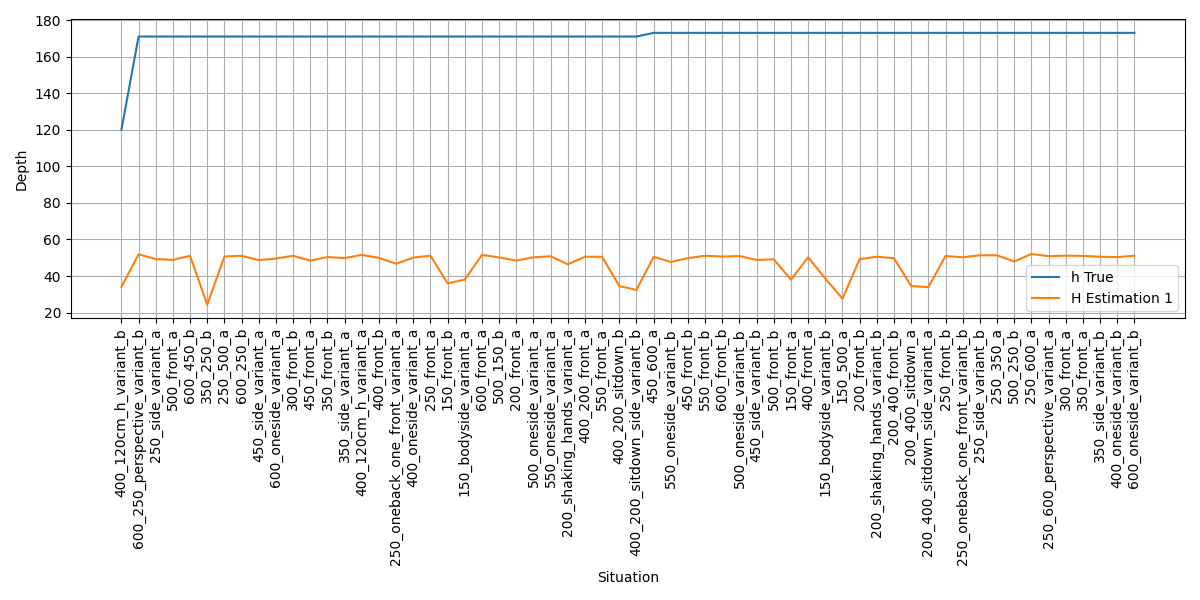 180
160
140
120
100
80
60
40
20
Depth
h True
H Estimation 1
400_120cm_h_variant_b
600_250_perspective_variant_b
250_side_variant_a
500_front_a
600_450_b
350_250_b
250_500_a
600_250_b
450_side_variant_a
600_oneside_variant_a
300_front_b
450_front_a
350_front_b
350_side_variant_a
400_120cm_h_variant_a
400_front_b
250_oneback_one_front_variant_a
400_oneside_variant_a
250_front_a
150_front_b
150_bodyside_variant_a
600_front_a
500_150_b
200_front_a
500_oneside_variant_a
550_oneside_variant_a
200_shaking_hands_variant_a
400_200_front_a
550_front_a
400_200_sitdown_b
400_200_sitdown_side_variant_b
450_600_a
550_oneside_variant_b
450_front_b
550_front_b
600_front_b
500_oneside_variant_b
450_side_variant_b
500_front_b
150_front_a
400_front_a
150_bodyside_variant_b
150_500_a
200_front_b
200_shaking_hands_variant_b
200_400_front_b
200_400_sitdown_a
200_400_sitdown_side_variant_a
250_front_b
250_oneback_one_front_variant_b
250_side_variant_b
250_350_a
500_250_b
250_600_a
250_600_perspective_variant_a
300_front_a
350_front_a
350_side_variant_b
400_oneside_variant_b
600_oneside_variant_b
Situation